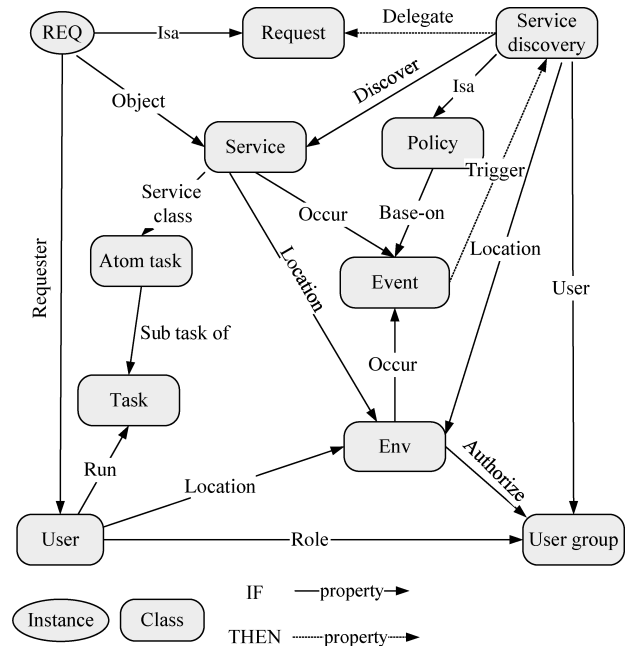 Delegate
REQ
Isa
Request
Service
discovery
Discover
Isa
Object
Service
Policy
Trigger
Service
class
Occur
Base-on
Location
Atom task
Location
Event
User
Requester
Sub task of
Occur
Task
Env
Authorize
Run
Location
User
Role
User group
IF
property
Instance
Class
THEN
property